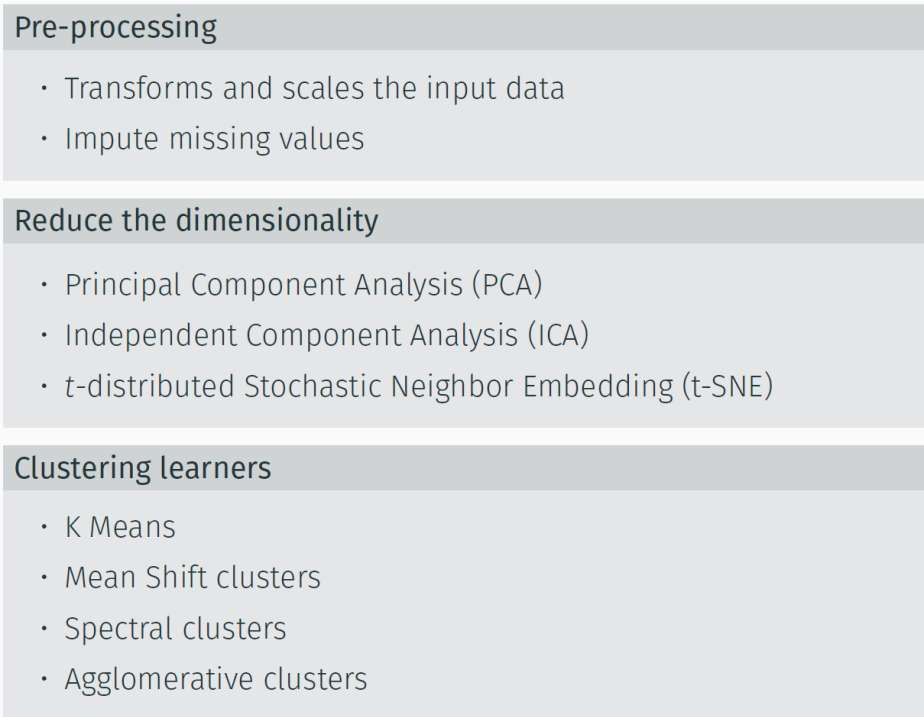 Pre-processing
· Transforms and scales the input data
· Impute missing values
Reduce the dimensionality
· Principal Component Analysis (PCA)
· Independent Component Analysis (ICA)
· t-distributed Stochastic Neighbor Embedding (t-SNE)
Clustering learners
· K Means
· Mean Shift clusters
· Spectral clusters
· Agglomerative clusters